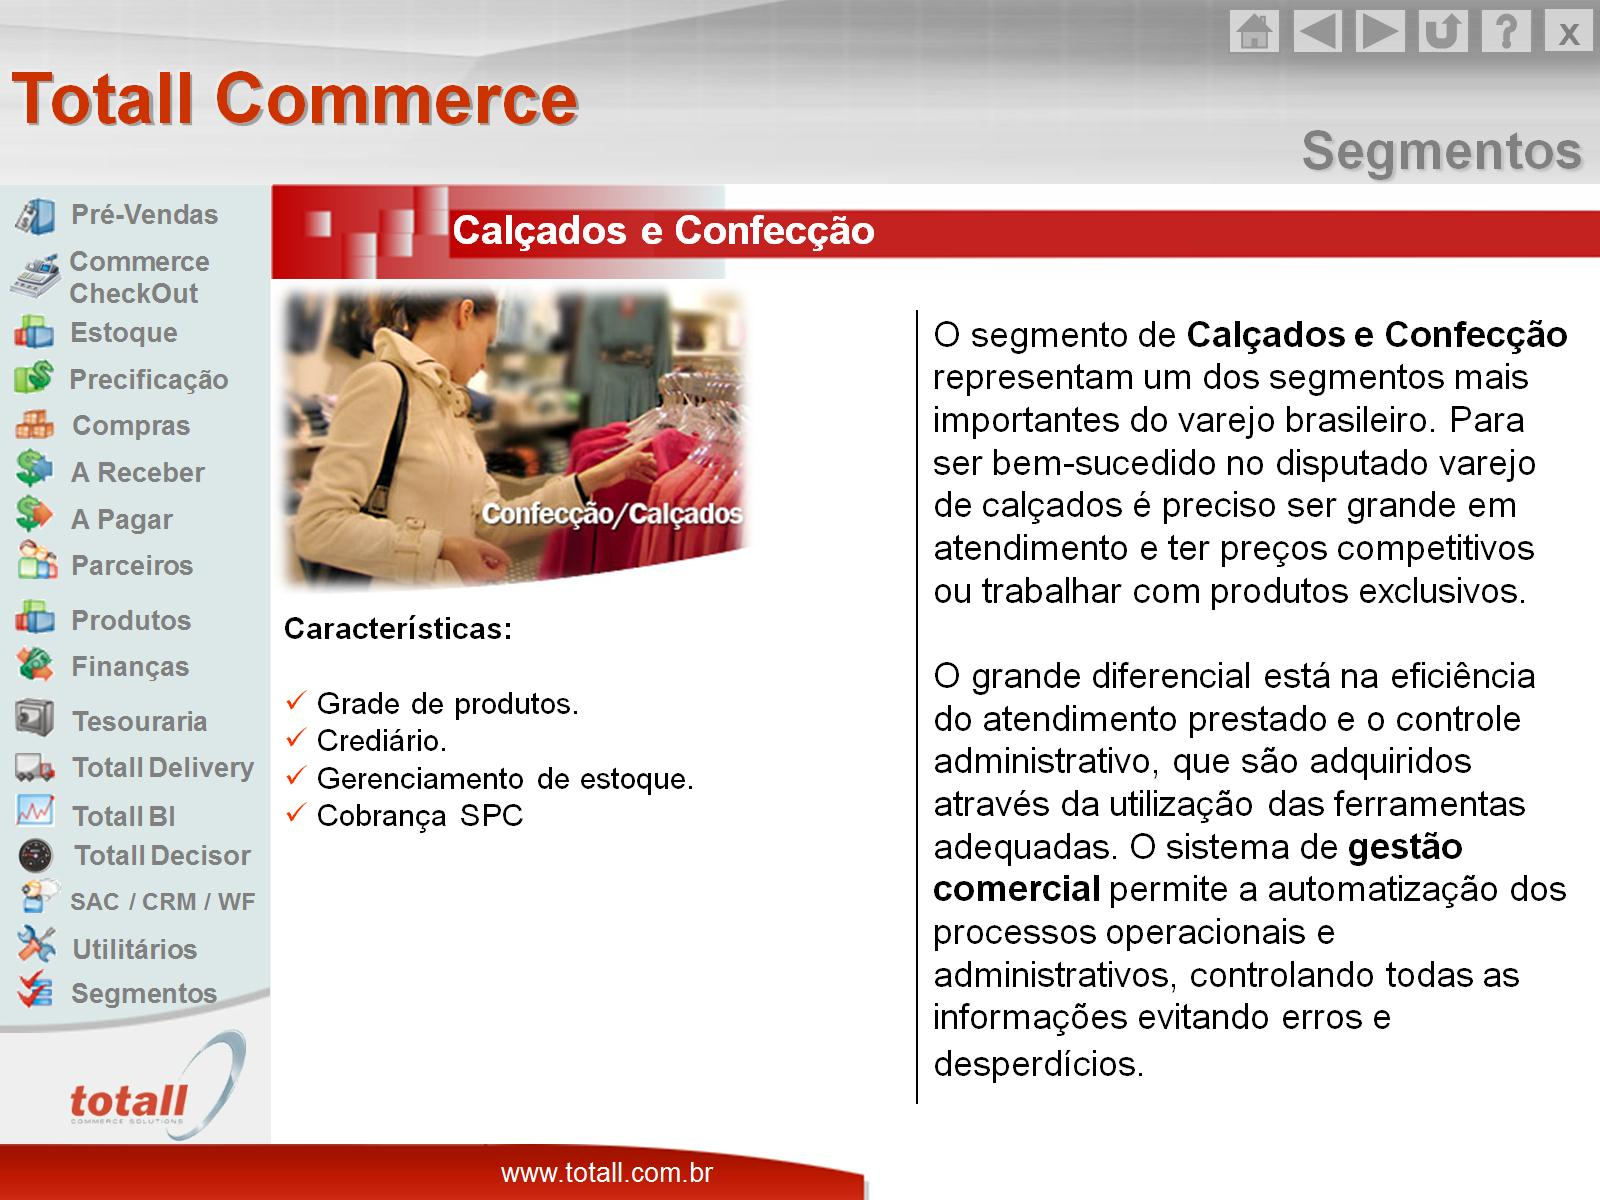 Totall Commerce
x
Segmentos
Pré-Vendas
Commerce
CheckOut
Estoque
Precificação
Compras
A Receber
A Pagar
Parceiros
Produtos
Finanças
Tesouraria
Totall Delivery
Totall BI
Totall Decisor
SAC / CRM / WF
Utilitários
Segmentos
totall
COMMERCE SOLUTIONS
Calçados e Confecção
Confecção/Calçados
Características:
Grade de produtos.
Crediário.
Gerenciamento de estoque.
Cobrança SPC
O segmento de Calçados e Confecção
representam um dos segmentos mais
importantes do varejo brasileiro. Para
ser bem-sucedido no disputado varejo
de calçados é preciso ser grande em
atendimento e ter preços competitivos
ou trabalhar com produtos exclusivos.
O grande diferencial está na eficiência
do atendimento prestado e o controle
administrativo, que são adquiridos
através da utilização das ferramentas
adequadas. O sistema de gestão
comercial permite a automatização dos
processos operacionais e
administrativos, controlando todas as
informações evitando erros e
desperdícios.
www.totall.com.br